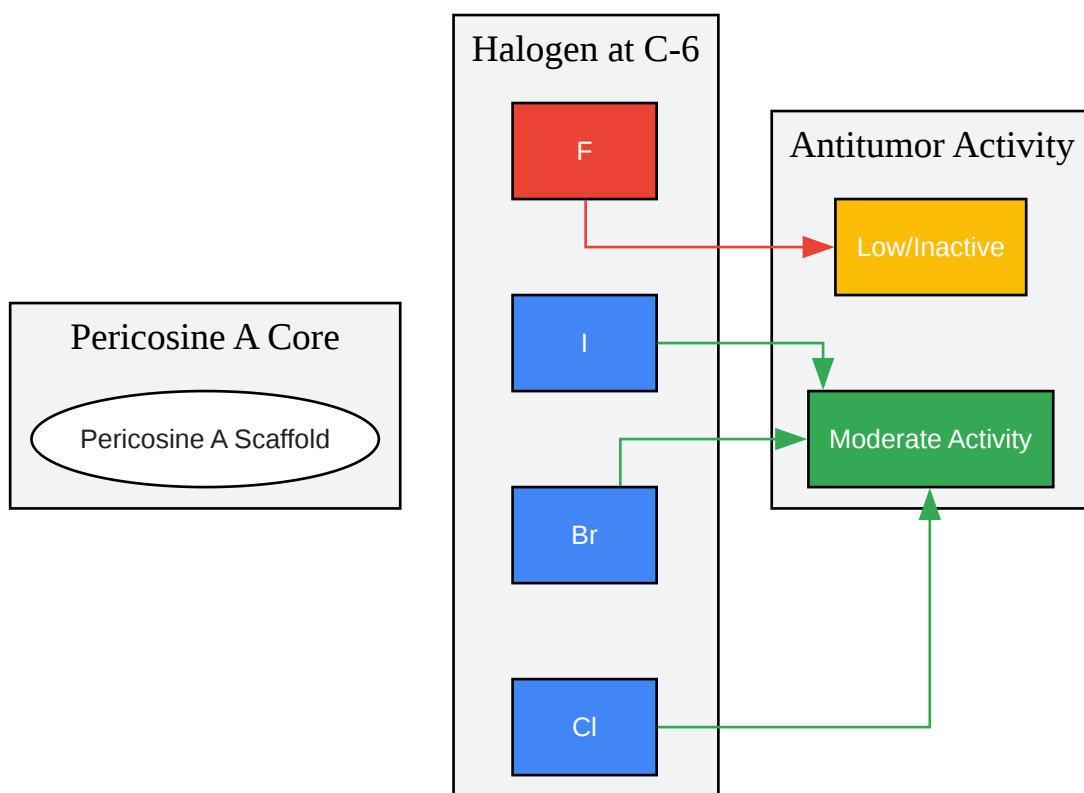 Pericosine A Core
Pericosine A Scaffold
Halogen at C-6
F
I
Br
Cl
Antitumor Activity
Low/Inactive
Moderate Activity